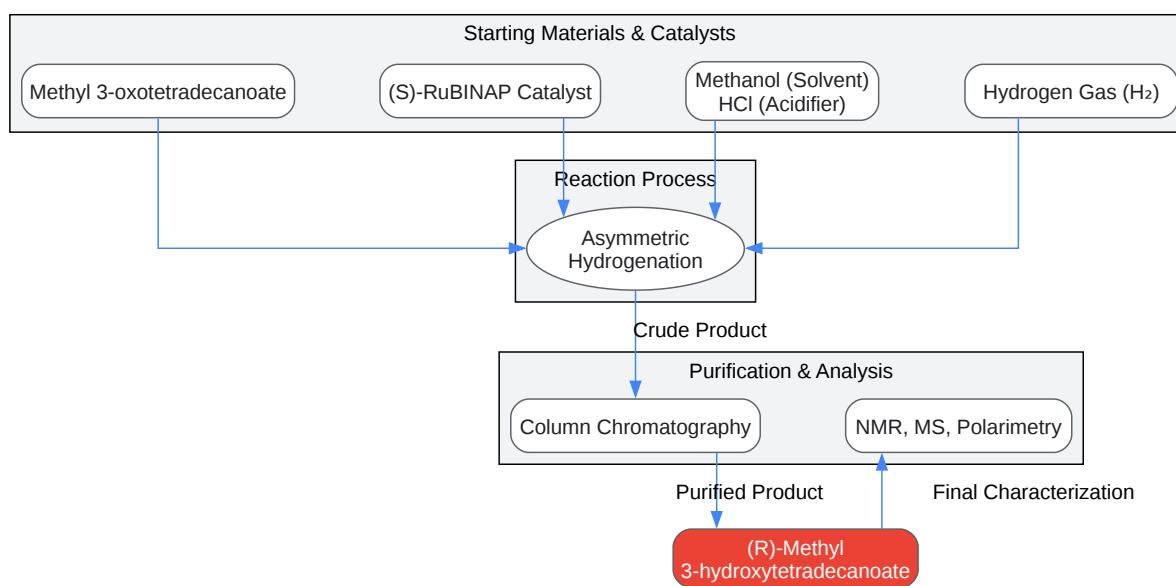 Starting Materials & Catalysts
Methyl 3-oxotetradecanoate
(S)-RuBINAP Catalyst
Methanol (Solvent)
HCl (Acidifier)
Hydrogen Gas (H₂)
Reaction Process
Asymmetric
Hydrogenation
Crude Product
Purification & Analysis
Column Chromatography
NMR, MS, Polarimetry
Purified Product
Final Characterization
(R)-Methyl
3-hydroxytetradecanoate